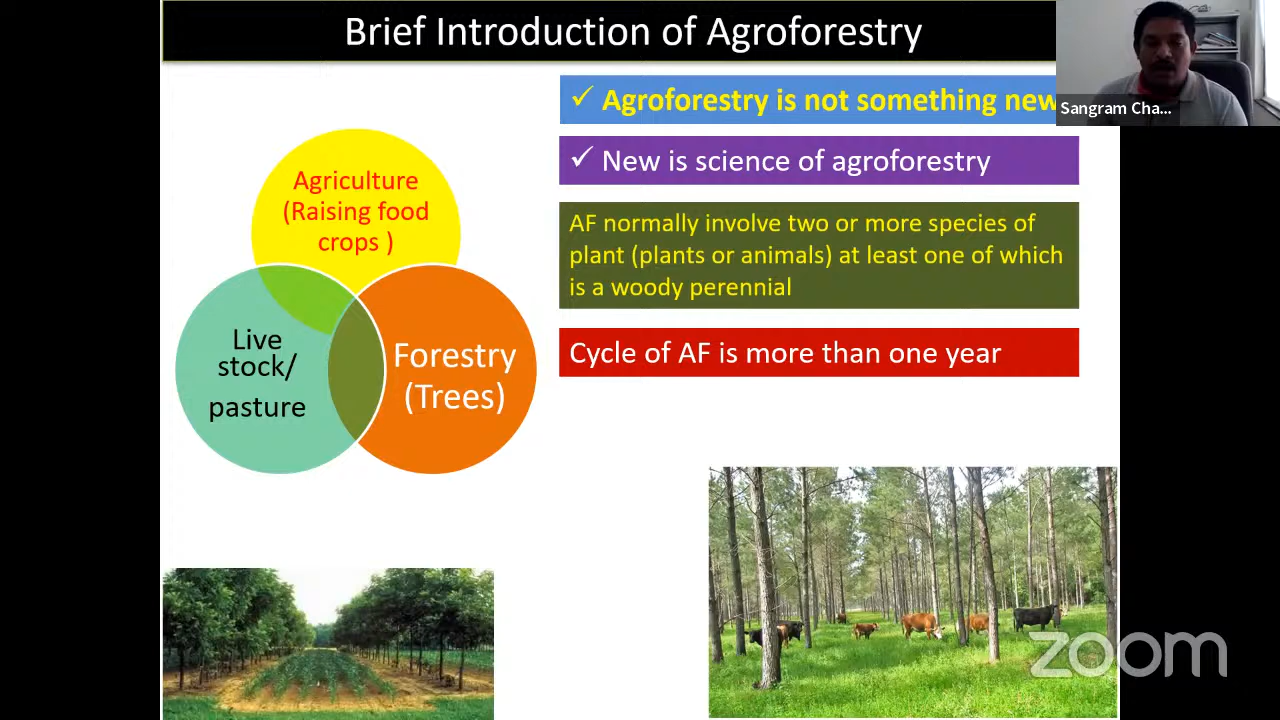 Brief Introduction of Agroforestry
✓ Agroforestry is not something new
Sangram Cha...
✓ New is science of agroforestry
AF normally involve two or more species of
plant (plants or animals) at least one of which
is a woody perennial
Cycle of AF is more than one year
Agriculture
(Raising food
crops )
Live
stock/
pasture
Forestry
(Trees)
zoom